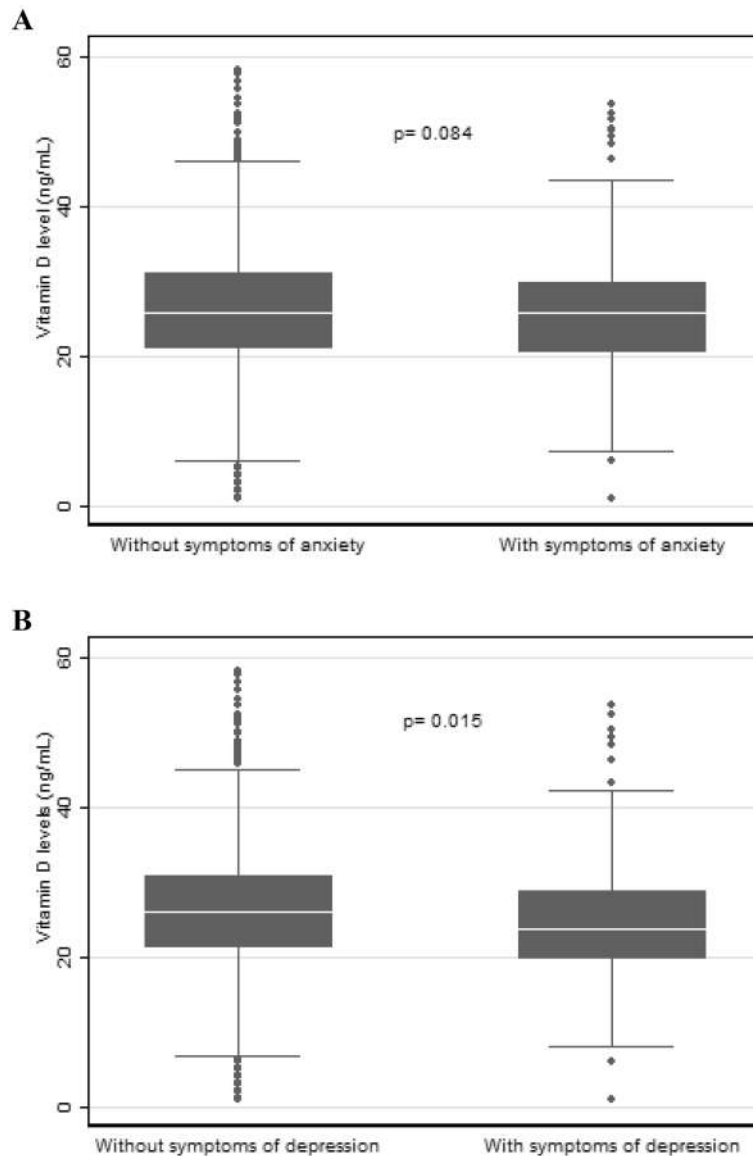 A
Vitamin D level (ng/mL)
60
40
20
0
p= 0.084
Without symptoms of anxiety
With symptoms of anxiety
B
Vitamin D levels (ng/mL)
60
40
20
0
p= 0.015
Without symptoms of depression
With symptoms of depression